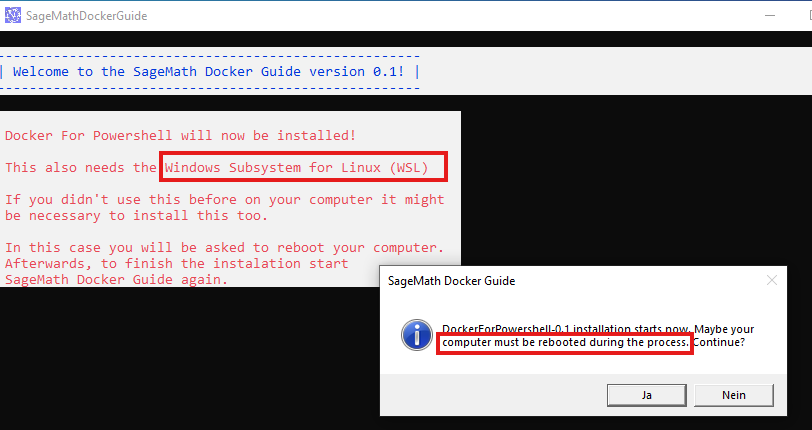 SageMathDockerGuide
----------------------------------------------------
| Welcome to the SageMath Docker Guide version 0.1! |
----------------------------------------------------
Docker For Powershell will now be installed!
This also needs the Windows Subsystem for Linux (WSL)
If you didn't use this before on your computer it might
be necessary to install this too.
In this case you will be asked to reboot your computer.
Afterwards, to finish the instalation start
SageMath Docker Guide again.
SageMath Docker Guide
DockerForPowershell-0.1 installation starts now. Maybe your
computer must be rebooted during the process. Continue?
Ja
Nein